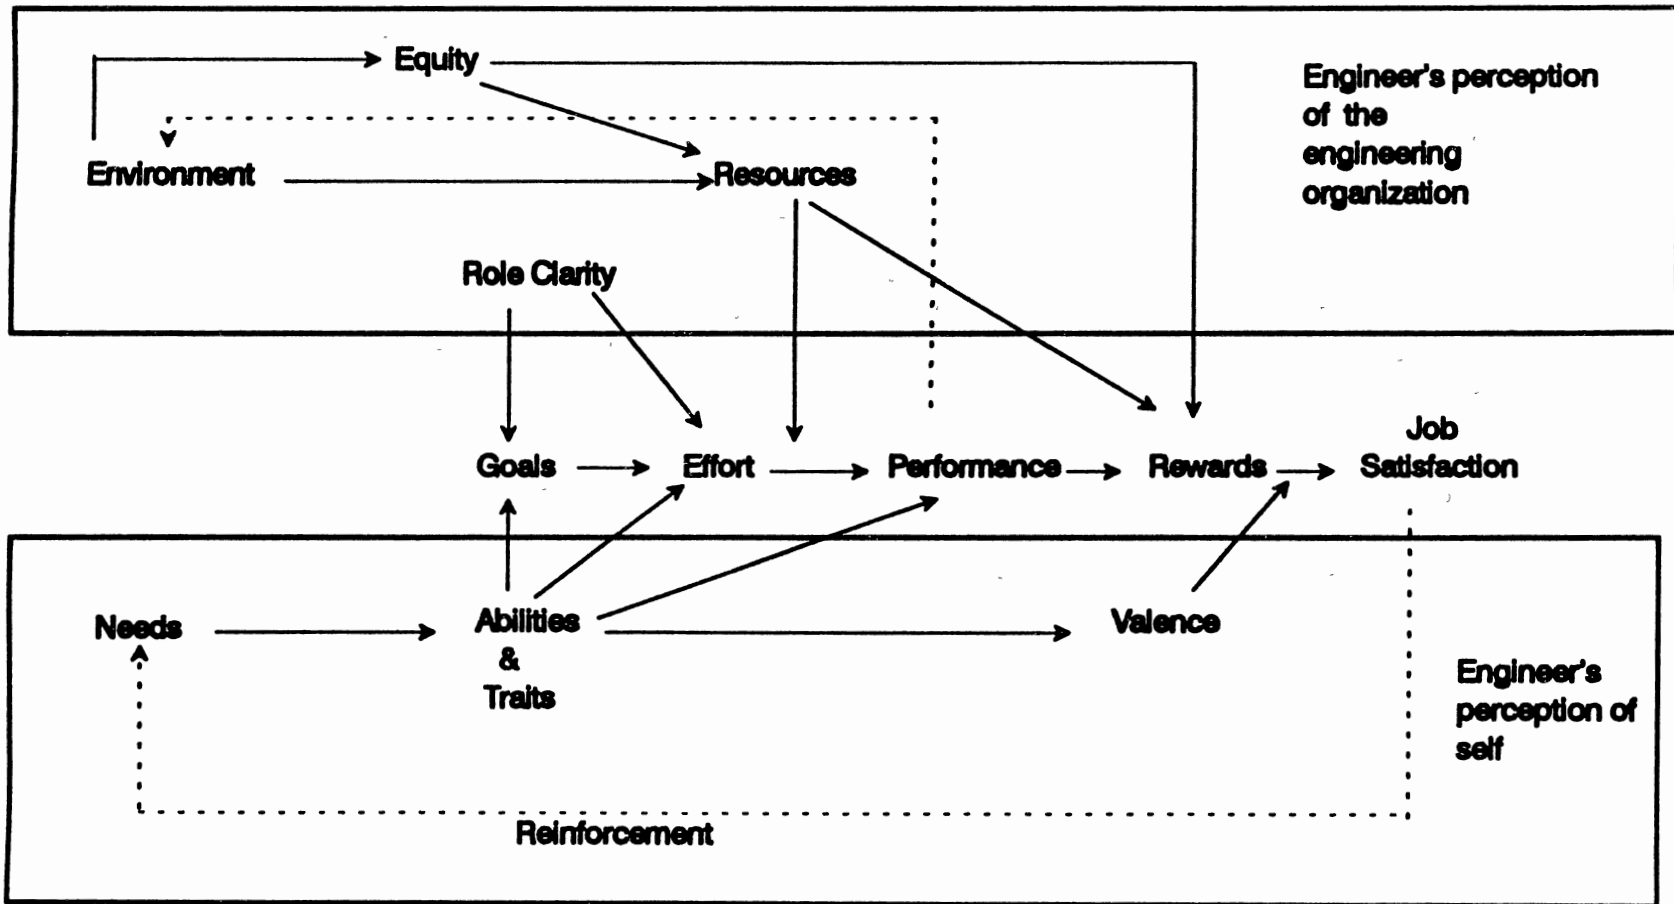 Equity
Engineer's perception
of the
engineering
organization
Environment
Resources
Role Clarity
Goals
Effort
Performance
Rewards
Job
Satisfaction
Needs
Abilities
&
Traits
Valence
Engineer's
perception of
self
Reinforcement